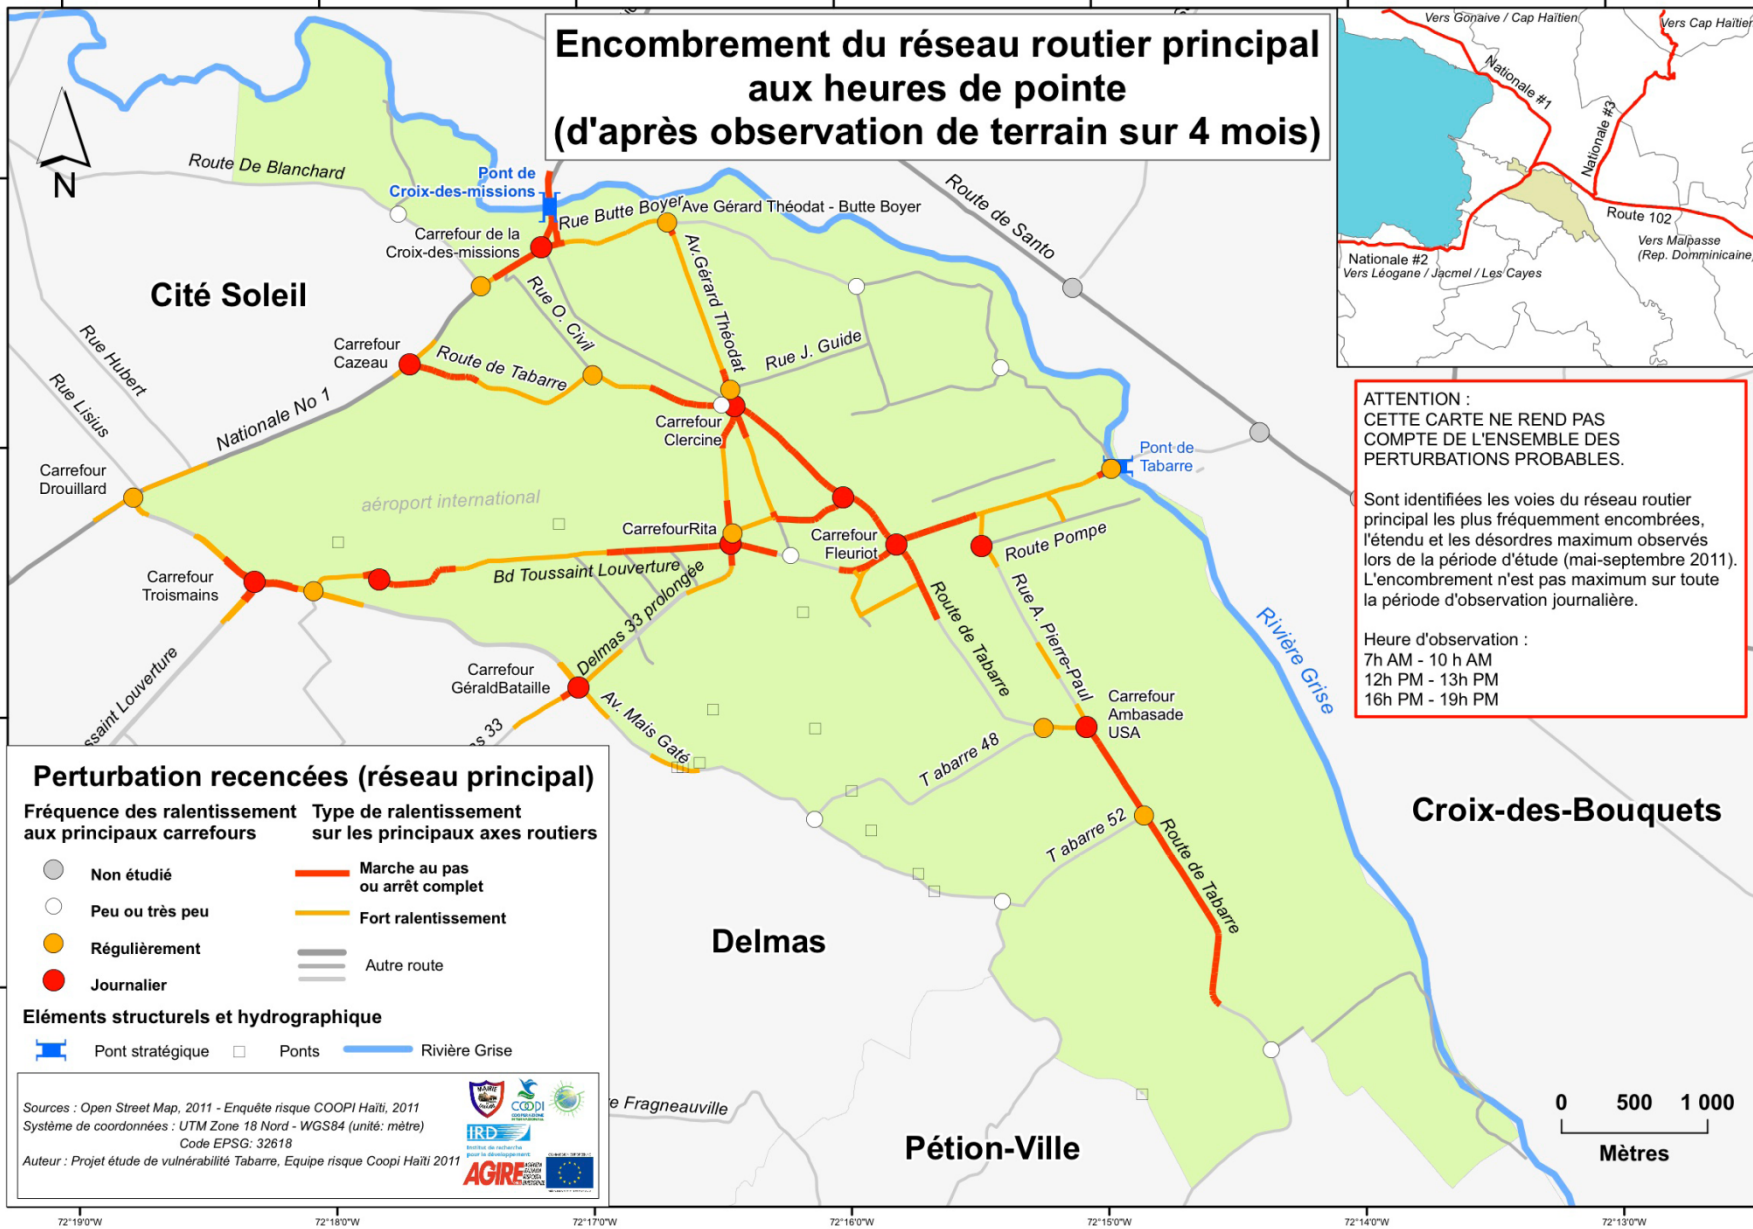 Encombrement du réseau routier principal
aux heures de pointe
(d'après observation de terrain sur 4 mois)
Vers Gonaive / Cap Haïtien
Vers Cap Haïtien
Nationale #1
Nationale #3
Route 102
Vers Malpasse
(Rep. Domminicaine)
Nationale #2
Vers Léogane / Jacmel / Les Cayes
N
Route De Blanchard
Pont de
Croix-des-missions
Rue Butte Boyer
Ave Gérard Théodat - Butte Boyer
Route de Santo
Carrefour de la
Croix-des-missions
Av.Gérard Théodat
Cité Soleil
Rue O. Civil
Rue Hubert
Carrefour
Cazeau
Route de Tabarre
Rue J. Guide
Rue Lisius
Nationale No 1
Carrefour
Clercine
Carrefour
Drouillard
aéroport international
Pont de
Tabarre
CarrefourRita
Carrefour
Fleuriot
Route Pompe
Carrefour
Troismains
Bd Toussaint Louverture
Delmas 33 prolongée
Route de Tabarre
Rue A. Pierre-Paul
Rivière Grise
Carrefour
GéraldBataille
Av. Mais Gaté
Carrefour
Ambasade
USA
ssaint Louverture
as 33
T abarre 48
T abarre 52
Route de Tabarre
Croix-des-Bouquets
Delmas
Pétion-Ville
e Fragneauville
ATTENTION :
CETTE CARTE NE REND PAS
COMPTE DE L'ENSEMBLE DES
PERTURBATIONS PROBABLES.
Sont identifiées les voies du réseau routier
principal les plus fréquemment encombrées,
l'étendu et les désordres maximum observés
lors de la période d'étude (mai-septembre 2011).
L'encombrement n'est pas maximum sur toute
la période d'observation journalière.
Heure d'observation :
7h AM - 10 h AM
12h PM - 13h PM
16h PM - 19h PM
Perturbation recencées (réseau principal)
Fréquence des ralentissement
aux principaux carrefours
Type de ralentissement
sur les principaux axes routiers
Non étudié
Peu ou très peu
Régulièrement
Journalier
Marche au pas
ou arrêt complet
Fort ralentissement
Autre route
Eléments structurels et hydrographique
Pont stratégique
Ponts
Rivière Grise
Sources : Open Street Map, 2011 - Enquête risque COOPI Haïti, 2011
Système de coordonnées : UTM Zone 18 Nord - WGS84 (unité: mètre)
Code EPSG: 32618
Auteur : Projet étude de vulnérabilité Tabarre, Equipe risque Coopi Haïti 2011
COOPI
IRD
Institut de recherche
pour le développement
AGIRE
0 500 1 000
Mètres
72°19'0"W
72°18'0"W
72°17'0"W
72°16'0"W
72°15'0"W
72°14'0"W
72°13'0"W